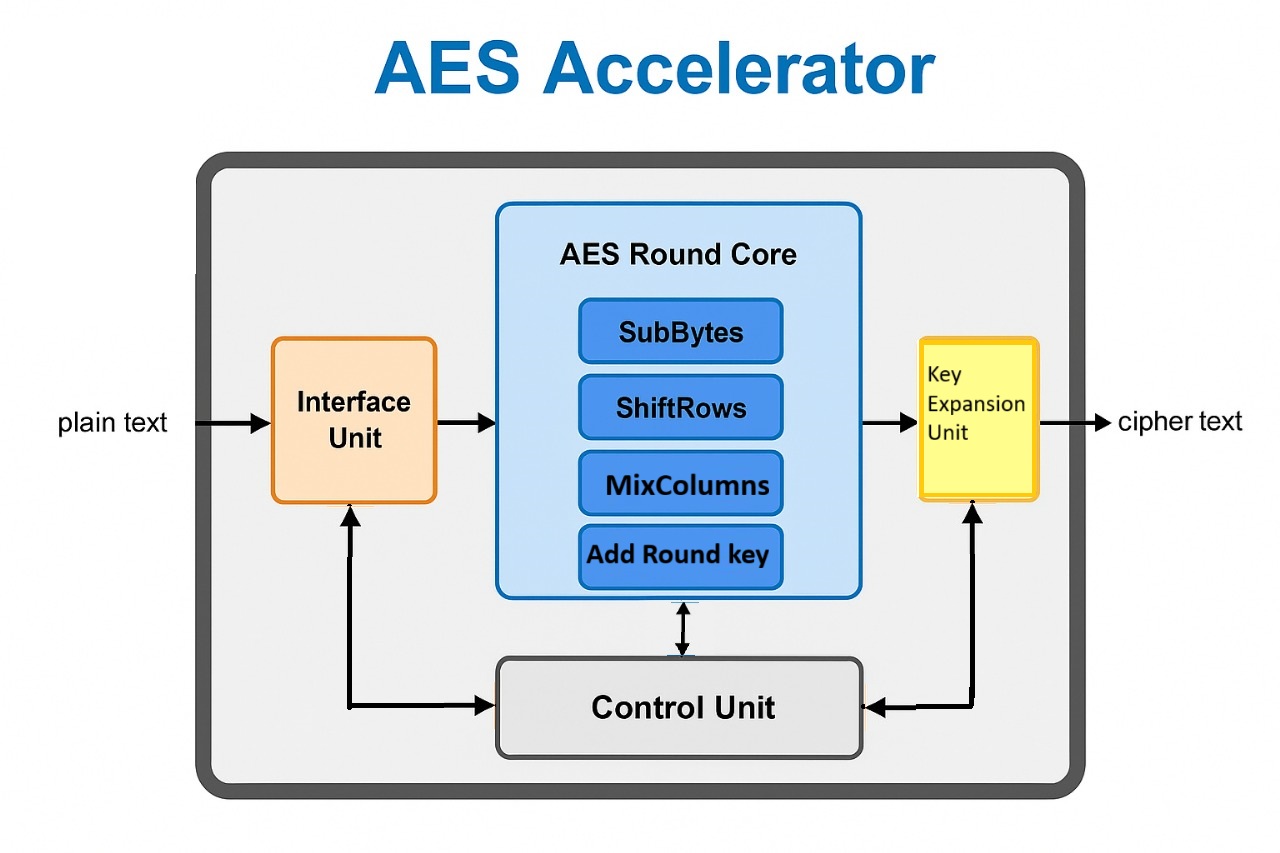 AES Accelerator
AES Round Core
SubBytes
ShiftRows
MixColumns
Add Round key
plain text
Interface
Unit
Key
Expansion
Unit
cipher text
Control Unit